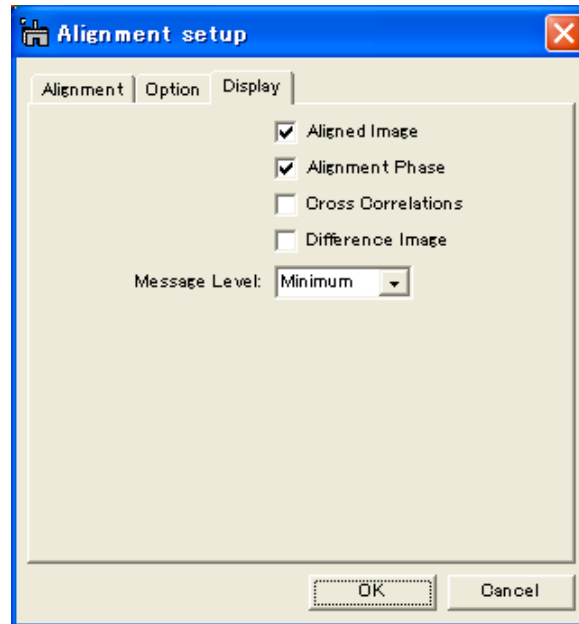 Alignment setup
Alignment Option Display
Aligned Image
Alignment Phase
Cross Correlations
Difference Image
Message Level: Minimum
OK Cancel